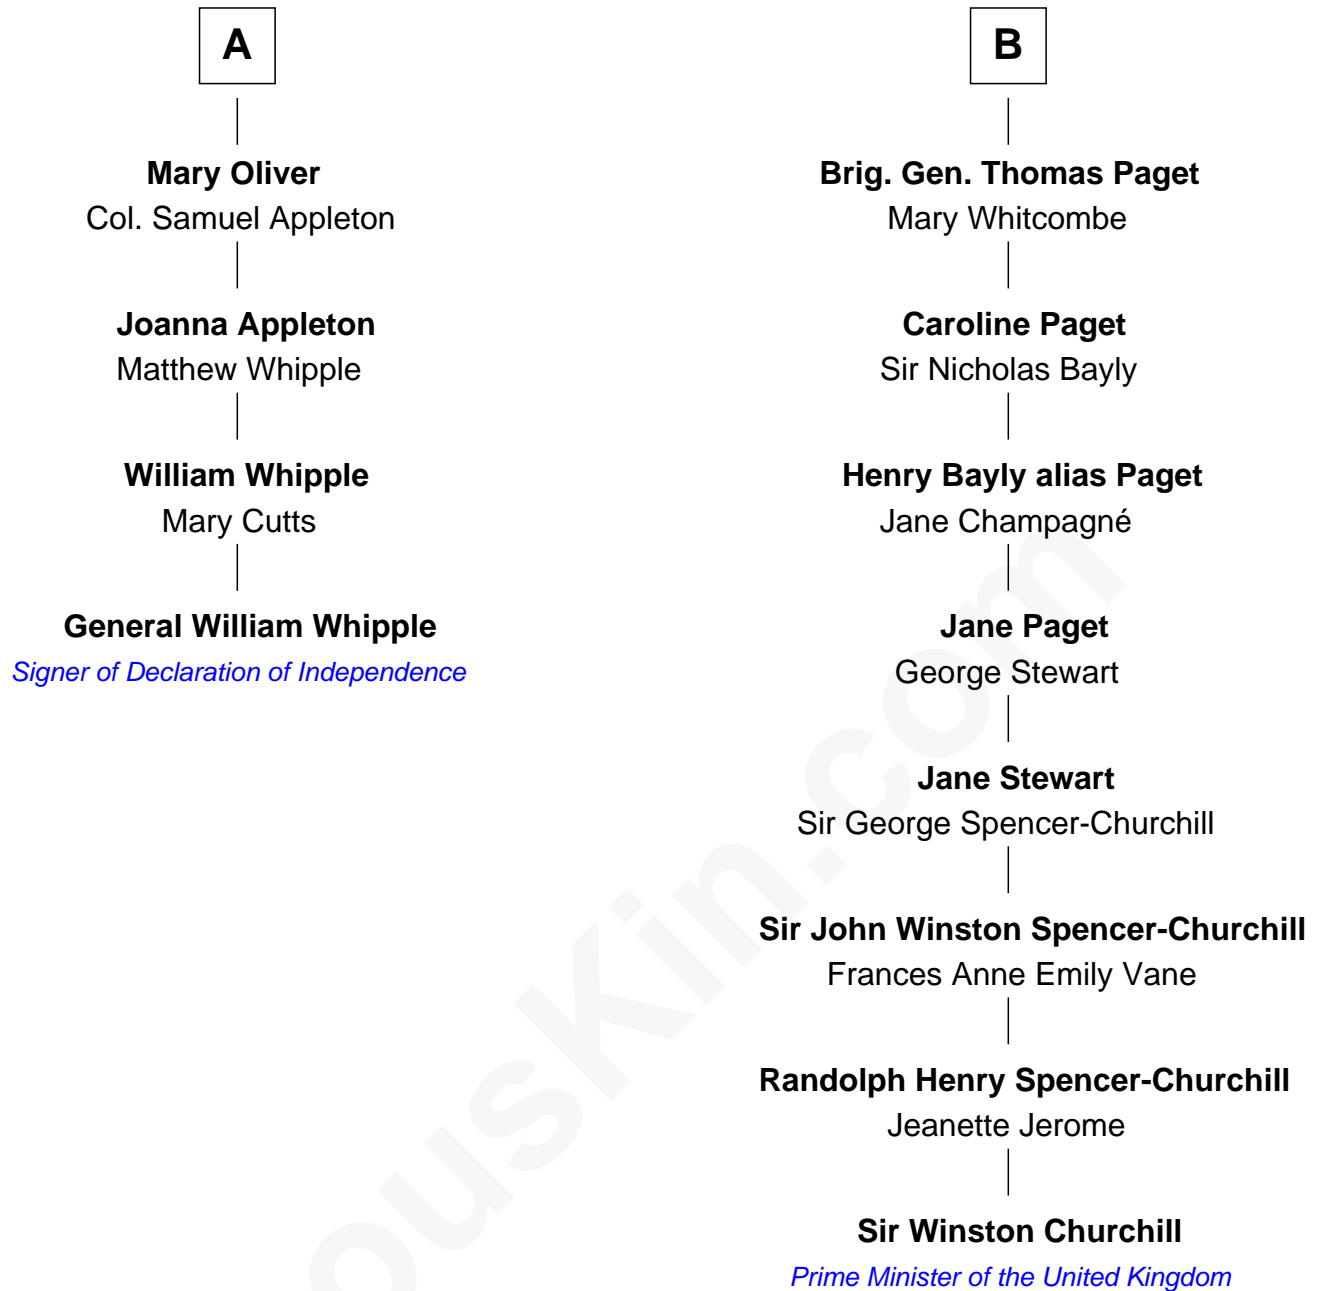 A
Mary Oliver
Col. Samuel Appleton
Joanna Appleton
Matthew Whipple
William Whipple
Mary Cutts
General William Whipple
Signer of Declaration of Independence
B
Brig. Gen. Thomas Paget
Mary Whitcombe
Caroline Paget
Sir Nicholas Bayly
Henry Bayly alias Paget
Jane Champagné
Jane Paget
George Stewart
Jane Stewart
Sir George Spencer-Churchill
Sir John Winston Spencer-Churchill
Frances Anne Emily Vane
Randolph Henry Spencer-Churchill
Jeanette Jerome
Sir Winston Churchill
Prime Minister of the United Kingdom
ousKin.com